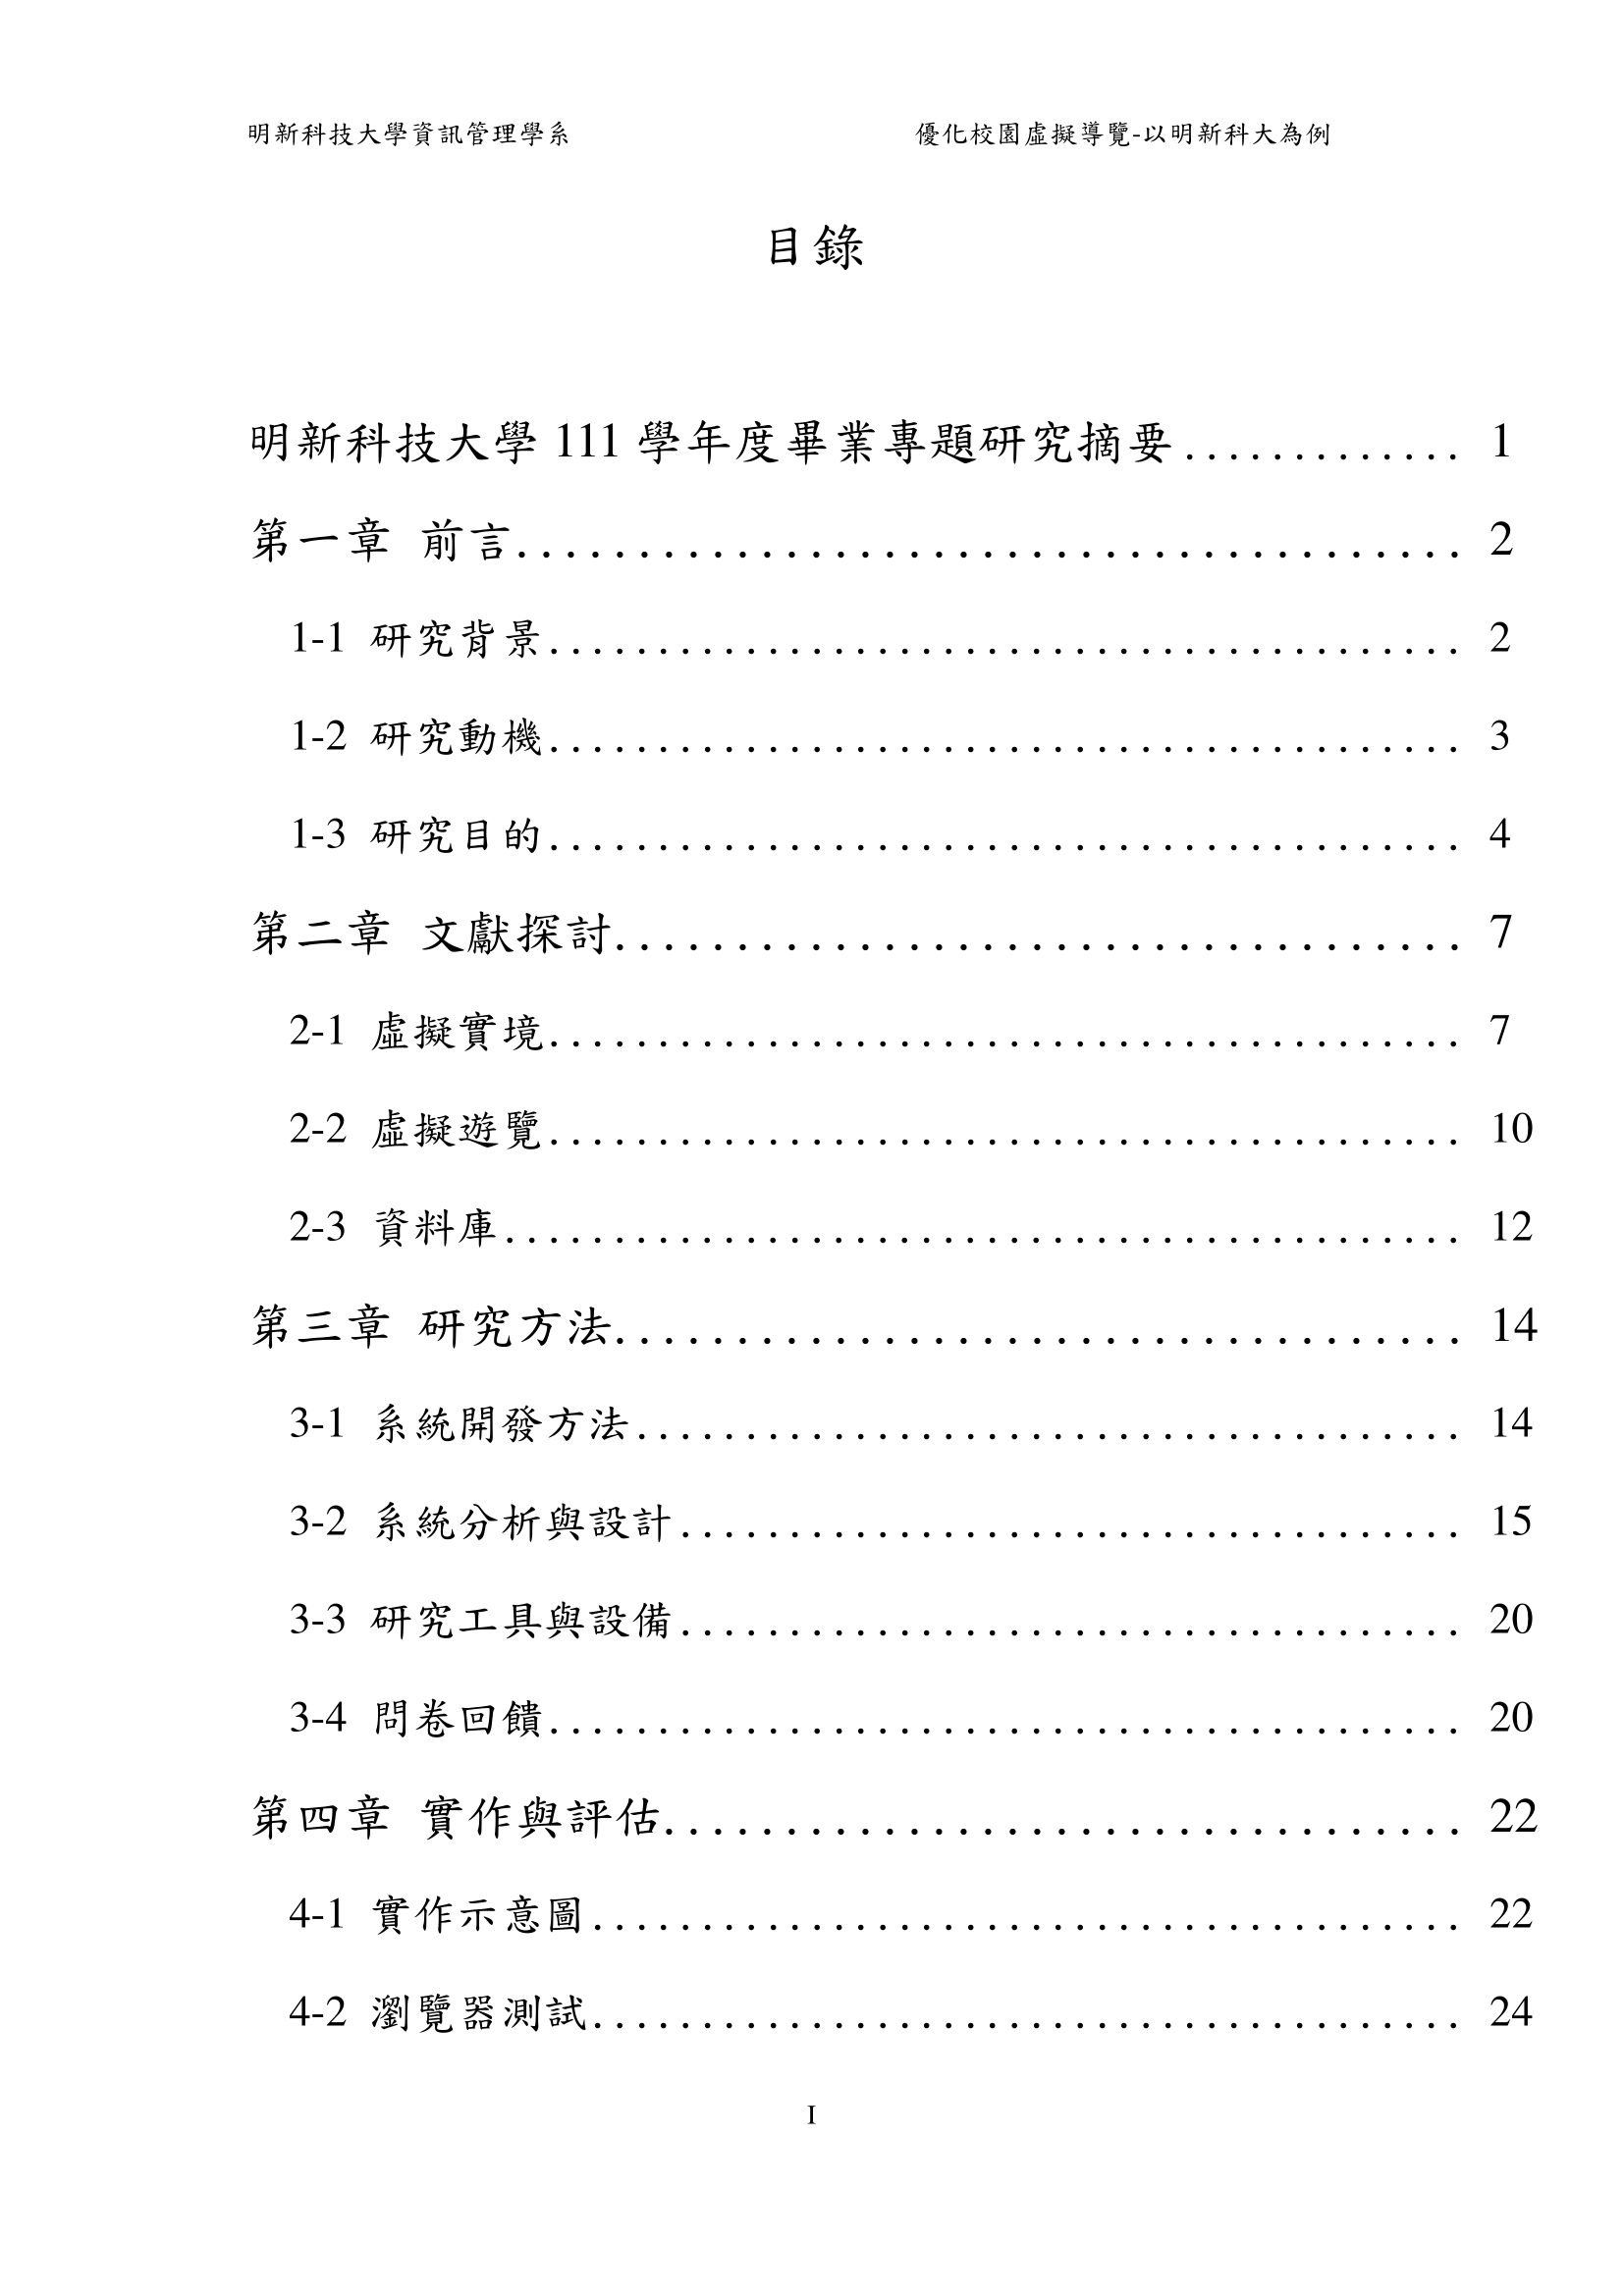 明新科技大學資訊管理學系 優化校園虛擬導覽-以明新科大為例
目錄
明新科技大學 111 學年度畢業專題研究摘要............. 1
第一章 前言....................................... 2
1-1 研究背景.......................................... 2
1-2 研究動機.......................................... 3
1-3 研究目的.......................................... 4
第二章 文獻探討................................... 7
2-1 虛擬實境.......................................... 7
2-2 虛擬遊覽.......................................... 10
2-3 資料庫............................................ 12
第三章 研究方法................................... 14
3-1 系統開發方法...................................... 14
3-2 系統分析與設計.................................... 15
3-3 研究工具與設備.................................... 20
3-4 問卷回饋.......................................... 20
第四章 實作與評估................................. 22
4-1 實作示意圖........................................ 22
4-2 瀏覽器測試........................................ 24
I